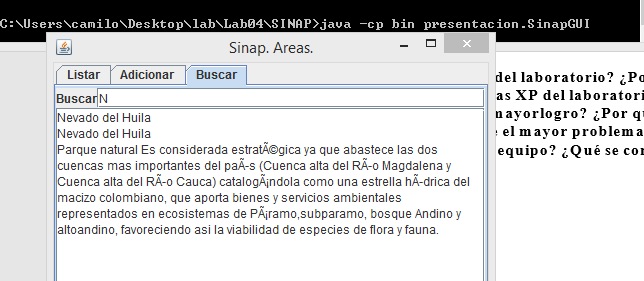 C:\Users\camilo\Desktop\lab\Lab04\SINAP>java -cp bin presentacion.SinapGUI
Sinap. Areas.
Listar Adicionar Buscar
Buscar N
Nevado del Huila
Nevado del Huila
Parque natural Es considerada estratÃ©gica ya que abastece las dos
cuencas mas importantes del paÃ-s (Cuenca alta del RÃ-o Magdalena y
Cuenca alta del RÃ-o Cauca) catalogÃ¡ndola como una estrella hÃ-drica del
macizo colombiano, que aporta bienes y servicios ambientales
representados en ecosistemas de PÃ¡ramo,subparamo, bosque Andino y
altoandino, favoreciendo asi la viabilidad de especies de flora y fauna.
del laboratorio? ¿Po
as XP del laboratori
mayorlogro? ¿Por qu
e el mayor problema
equipo? ¿Qué se co